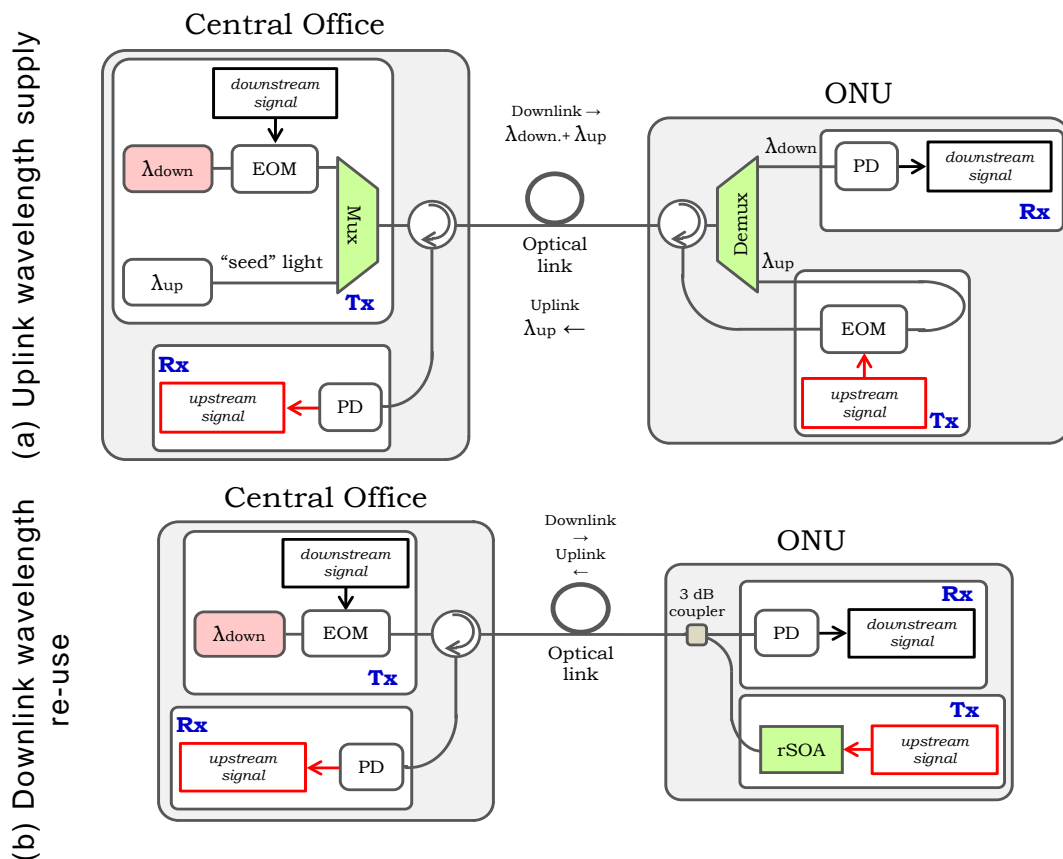 (a) Uplink wavelength supply
Central Office
downstream
signal
λdown
EOM
Mux
"seed" light
λup
Tx
Rx
upstream
signal
PD
Downlink →
λdown.+ λup
Optical
link
Uplink
λup ←
ONU
λdown
PD
downstream
signal
Rx
Demux
λup
EOM
upstream
signal
Tx
(b) Downlink wavelength
re-use
Central Office
downstream
signal
λdown
EOM
Tx
Rx
upstream
signal
PD
Downlink
→
Uplink
←
Optical
link
ONU
3 dB
coupler
Rx
PD
downstream
signal
Tx
rSOA
upstream
signal